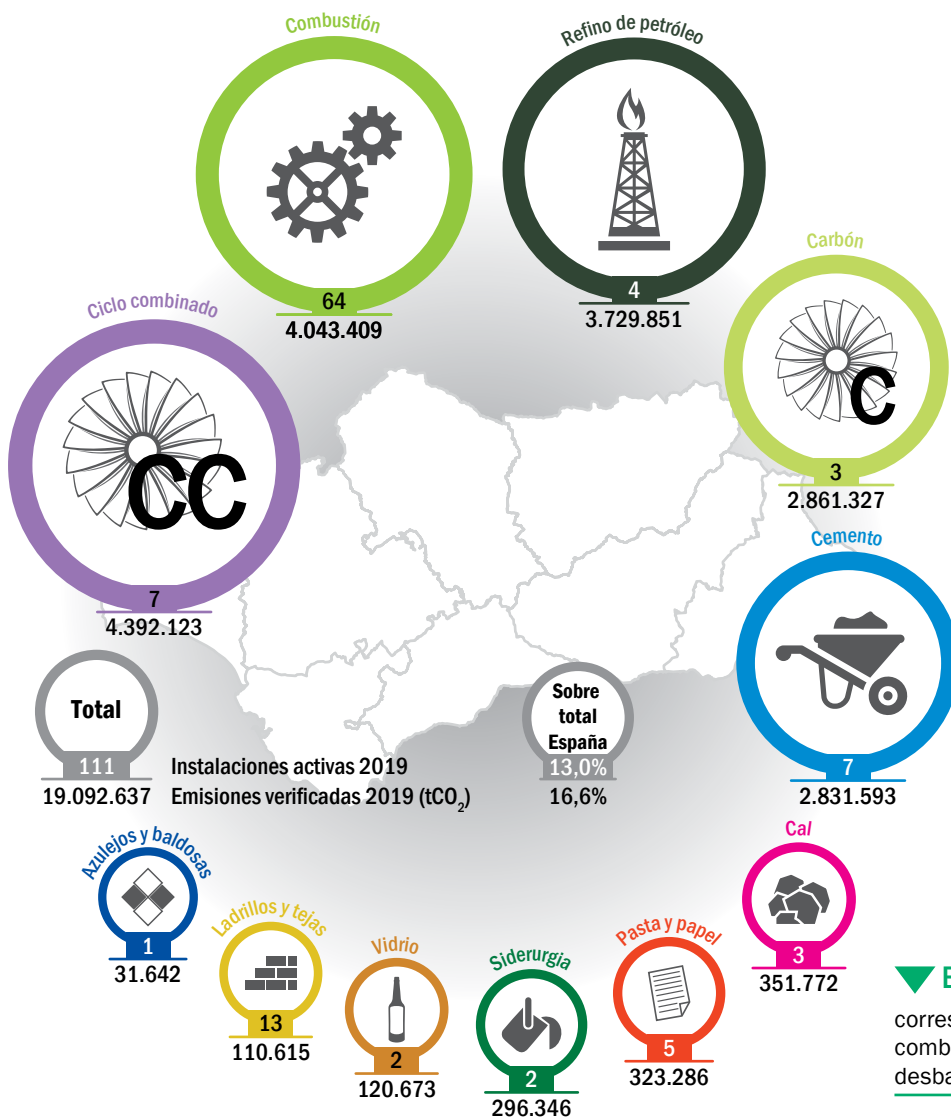 Combustión
64
4.043.409
Refino de petróleo
4
3.729.851
Carbón
C
3
2.861.327
Ciclo combinado
CC
7
4.392.123
Cemento
7
2.831.593
Total
111
19.092.637
Instalaciones activas 2019
Emisiones verificadas 2019 (tCO₂)
Sobre
total
España
13,0%
16,6%
Azulejos y baldosas
1
31.642
Ladrillos y tejas
13
110.615
Vidrio
2
120.673
Siderurgia
2
296.346
Pasta y papel
5
323.286
Cal
3
351.772
corres
comb
desba